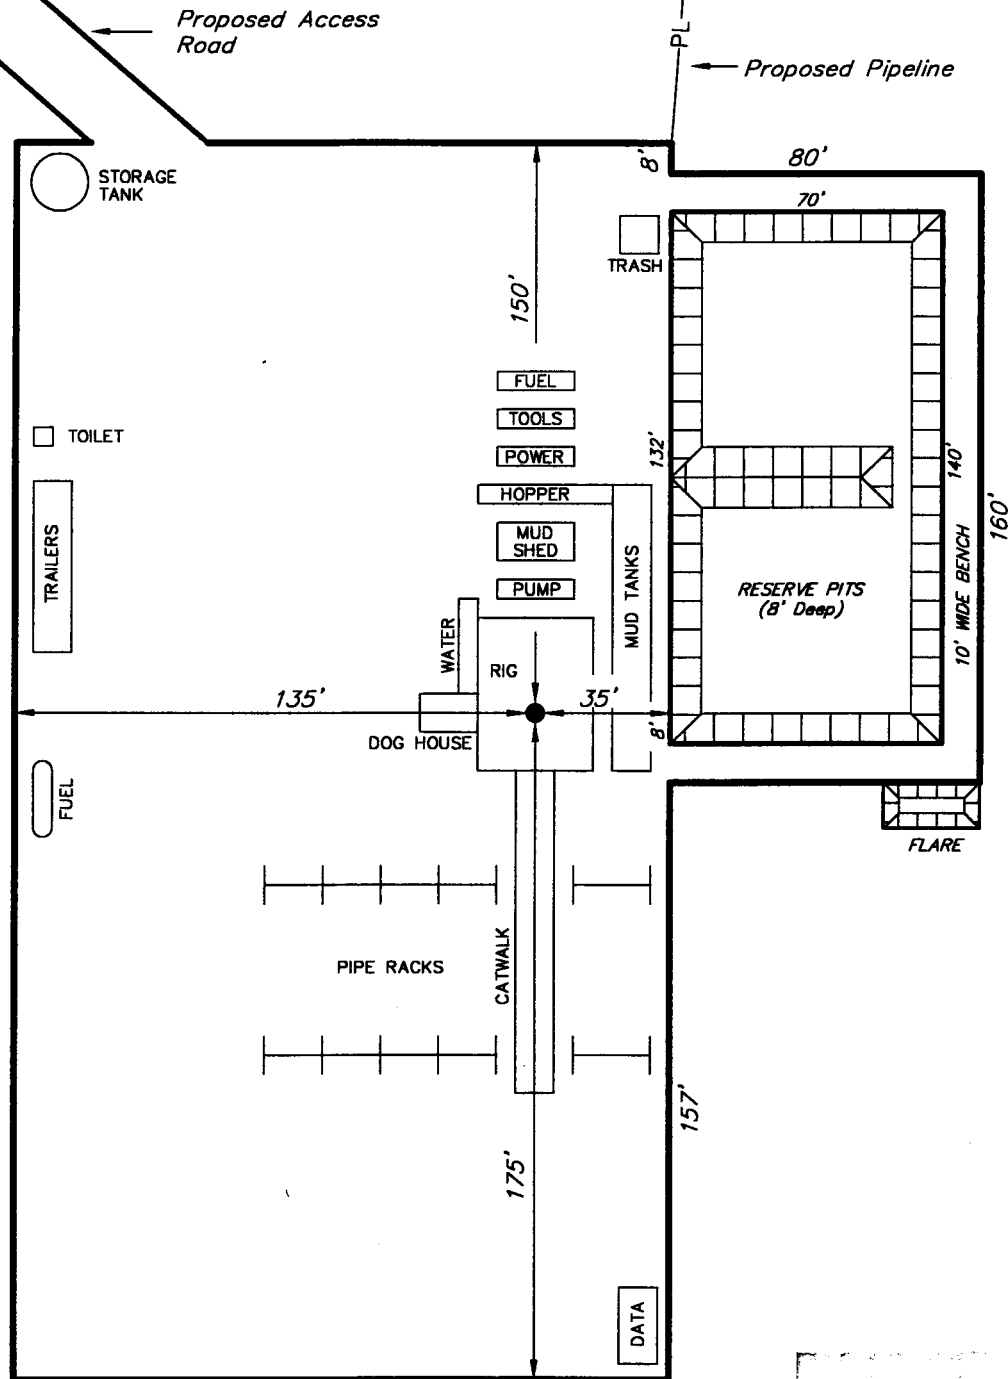 Proposed Access
Road
PL
Proposed Pipeline
8'
80'
STORAGE
TANK
70'
TRASH
150'
FUEL
TOOLS
TOILET
POWER
132'
140'
HOPPER
160'
MUD
SHED
TRAILERS
MUD TANKS
PUMP
RESERVE PITS
(8' Deep)
10' WIDE BENCH
WATER
RIG
135'
35'
8'
DOG HOUSE
FUEL
FLARE
PIPE RACKS
CATWALK
157'
175'
DATA